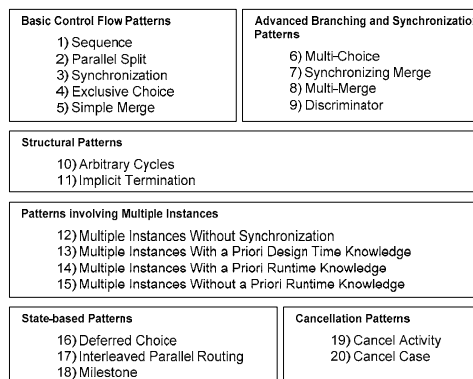 Basic Control Flow Patterns
1) Sequence
2) Parallel Split
3) Synchronization
4) Exclusive Choice
5) Simple Merge
Advanced Branching and Synchronizatio
Patterns
6) Multi-Choice
7) Synchronizing Merge
8) Multi-Merge
9) Discriminator
Structural Patterns
10) Arbitrary Cycles
11) Implicit Termination
Patterns involving Multiple Instances
12) Multiple Instances Without Synchronization
13) Multiple Instances With a Priori Design Time Knowledge
14) Multiple Instances With a Priori Runtime Knowledge
15) Multiple Instances Without a Priori Runtime Knowledge
State-based Patterns
16) Deferred Choice
17) Interleaved Parallel Routing
18) Milestone
Cancellation Patterns
19) Cancel Activity
20) Cancel Case